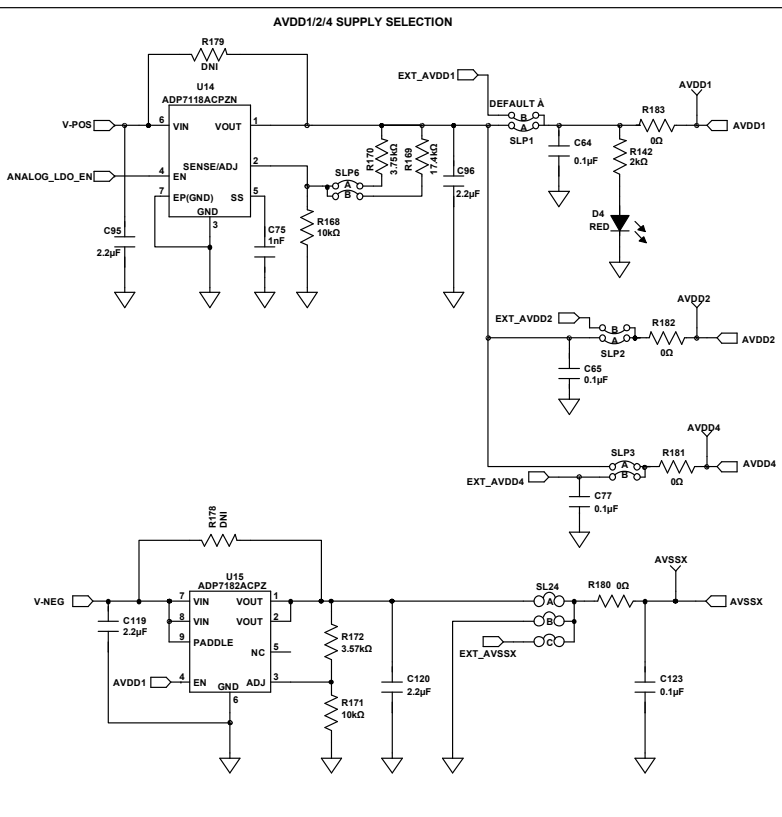 AVDD1/2/4 SUPPLY SELECTION
R179
DNI
U14
ADP7118ACPZN
V-POS
6 VIN VOUT 1
SENSE/ADJ 2
ANALOG_LDO_EN
4 EN
7 EP(GND) SS 5
GND
3
C95
2.2µF
C75
1nF
R168
10kΩ
SLP6
A
B
R170
3.75kΩ
R169
17.4kΩ
C96
2.2µF
EXT_AVDD1
DEFAULT À
B
A
SLP1
C64
0.1µF
R183
0Ω
AVDD1
AVDD1
R142
2kΩ
D4
RED
EXT_AVDD2
B
A
SLP2
C65
0.1µF
R182
0Ω
AVDD2
AVDD2
SLP3
A
B
EXT_AVDD4
C77
0.1µF
R181
0Ω
AVDD4
AVDD4
R178
DNI
U15
ADP7182ACPZ
V-NEG
7 VIN VOUT 1
8 VIN VOUT 2
9 PADDLE
NC 5
AVDD1
4 EN GND ADJ 3
6
C119
2.2µF
R172
3.57kΩ
R171
10kΩ
C120
2.2µF
SL24
A
B
C
EXT_AVSSX
R180 0Ω
AVSSX
AVSSX
C123
0.1µF